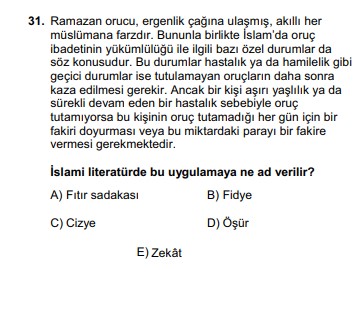 31. Ramazan orucu, ergenlik çağına ulaşmış, akıllı her
müslümana farzdır. Bununla birlikte İslam'da oruç
ibadetinin yükümlülüğü ile ilgili bazı özel durumlar da
söz konusudur. Bu durumlar hastalık ya da hamilelik gibi
geçici durumlar ise tutulamayan oruçların daha sonra
kaza edilmesi gerekir. Ancak bir kişi aşırı yaşlılık ya da
sürekli devam eden bir hastalık sebebiyle oruç
tutamıyorsa bu kişinin oruç tutamadığı her gün için bir
fakiri doyurması veya bu miktardaki parayı bir fakire
vermesi gerekmektedir.
İslami literatürde bu uygulamaya ne ad verilir?
A) Fıtır sadakası B) Fidye
C) Cizye D) Öşür
E) Zekât